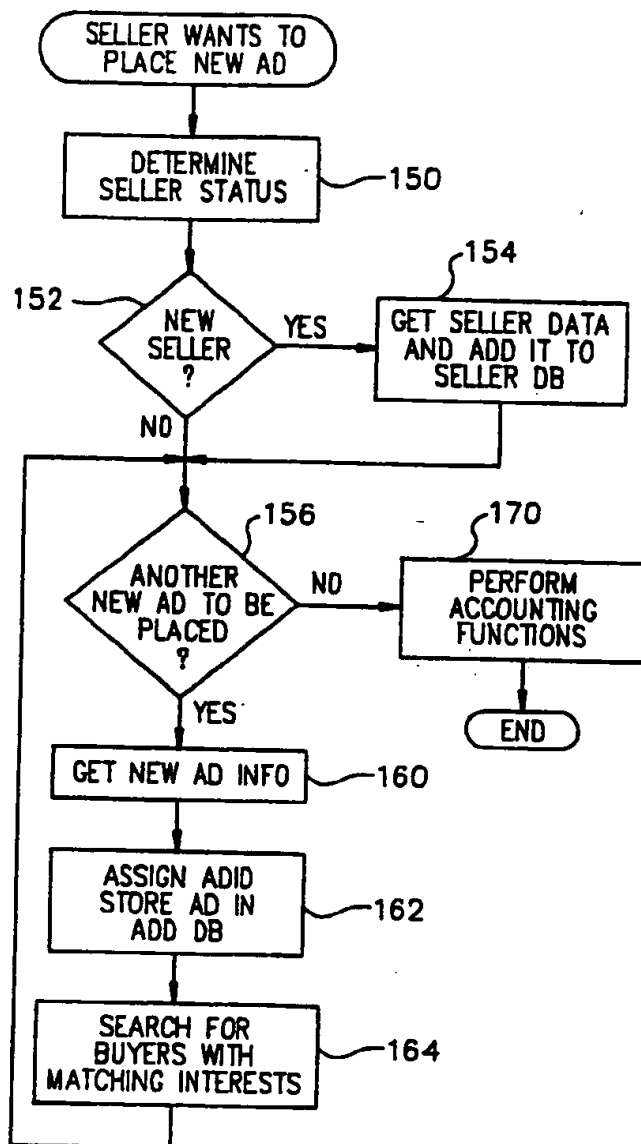 SELLER WANTS TO
PLACE NEW AD
DETERMINE
SELLER STATUS
150
152
NEW
SELLER
?
YES
NO
154
GET SELLER DATA
AND ADD IT TO
SELLER DB
156
ANOTHER
NEW AD TO BE
PLACED
?
NO
YES
170
PERFORM
ACCOUNTING
FUNCTIONS
END
GET NEW AD INFO
160
ASSIGN ADID
STORE AD IN
ADD DB
162
SEARCH FOR
BUYERS WITH
MATCHING INTERESTS
164